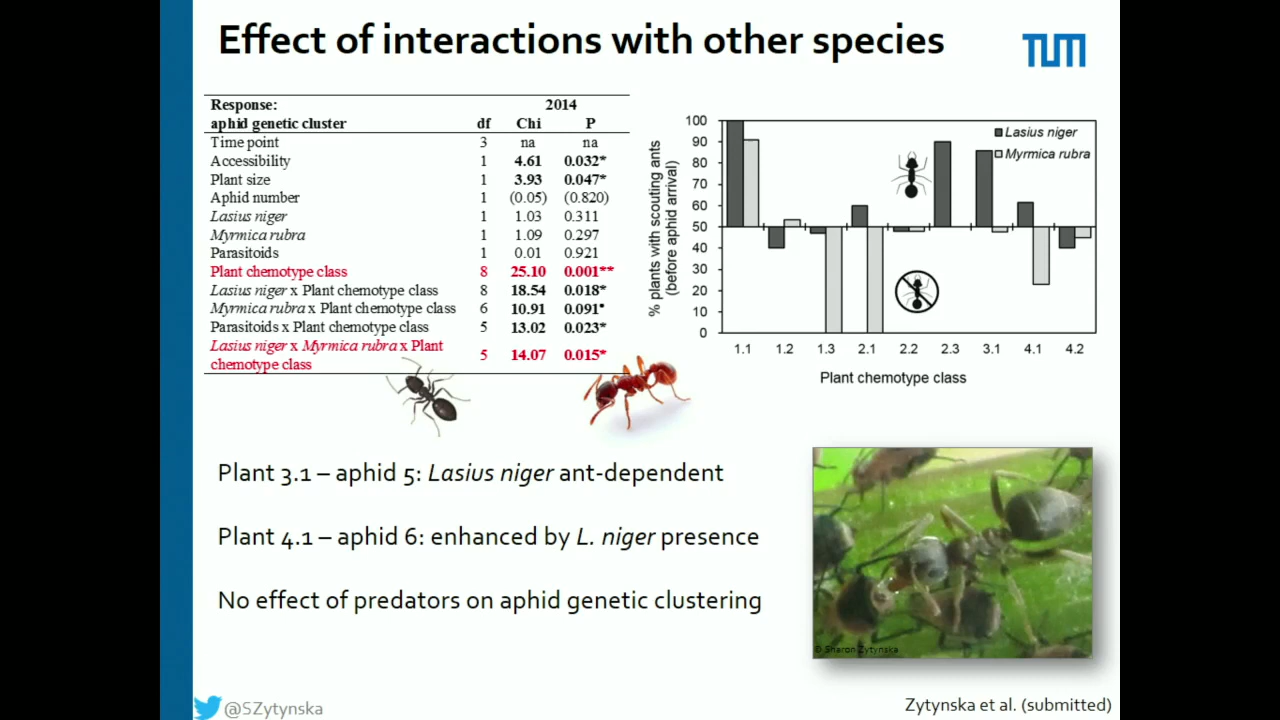 Effect of interactions with other species
TUM
Response: 2014
aphid genetic cluster df Chi P
Time point 3 na na
Accessibility 1 4.61 0.032*
Plant size 1 3.93 0.047*
Aphid number 1 (0.05) (0.820)
Lasius niger 1 1.03 0.311
Myrmica rubra 1 1.09 0.297
Parasitoids 1 0.01 0.921
Plant chemotype class 8 25.10 0.001**
Lasius niger x Plant chemotype class 8 18.54 0.018*
Myrmica rubra x Plant chemotype class 6 10.91 0.091•
Parasitoids x Plant chemotype class 5 13.02 0.023*
Lasius niger x Myrmica rubra x Plant
chemotype class 5 14.07 0.015*
% plants with scouting ants
(before aphid arrival)
100
90
80
70
60
50
40
30
20
10
0
Lasius niger
Myrmica rubra
1.1 1.2 1.3 2.1 2.2 2.3 3.1 4.1 4.2
Plant chemotype class
Plant 3.1 – aphid 5: Lasius niger ant-dependent
Plant 4.1 – aphid 6: enhanced by L. niger presence
No effect of predators on aphid genetic clustering
© Sharon Zytynska
@SZytynska
Zytynska et al. (submitted)